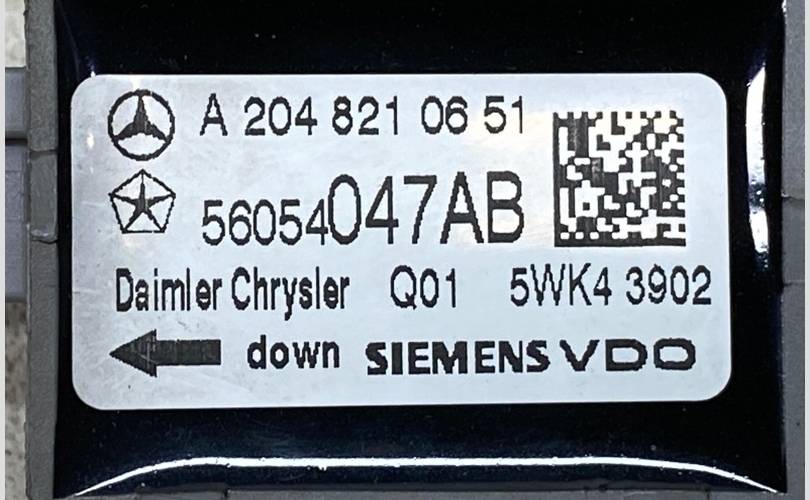 A 204 821 06 51
56054047AB
Daimler Chrysler Q01 5WK4 3902
down SIEMENS VDO